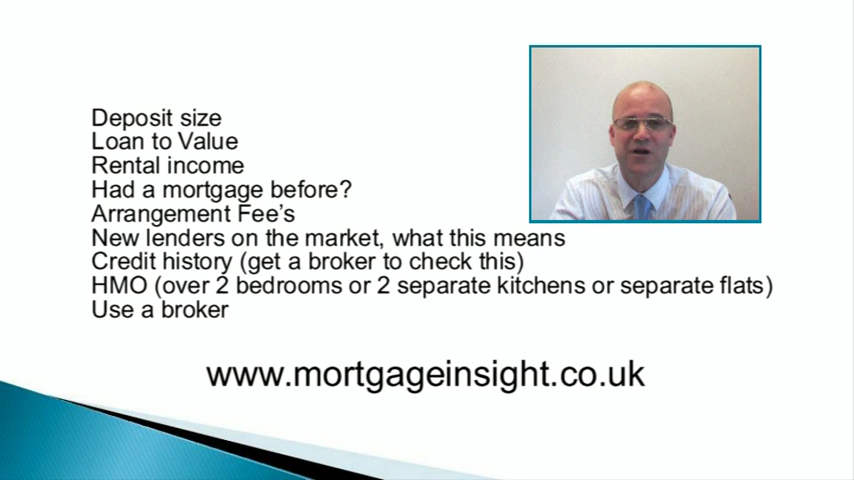 Deposit size
Loan to Value
Rental income
Had a mortgage before?
Arrangement Fee's
New lenders on the market, what this means
Credit history (get a broker to check this)
HMO (over 2 bedrooms or 2 separate kitchens or separate flats)
Use a broker
www.mortgageinsight.co.uk